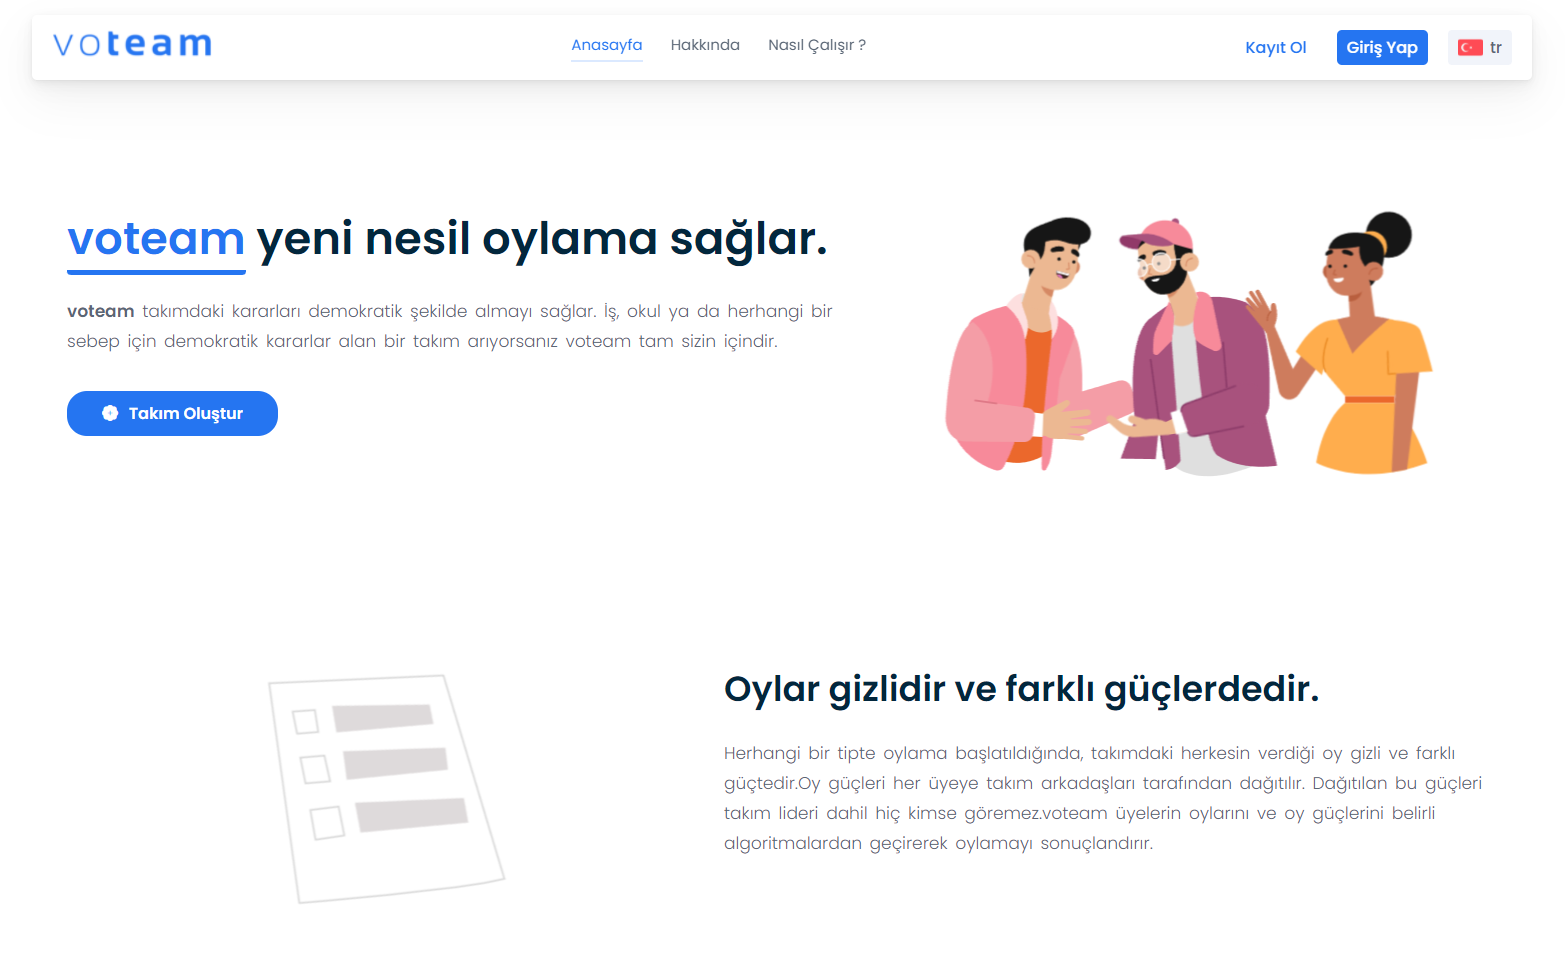 voteam
Anasayfa
Hakkında
Nasıl Çalışır ?
Kayıt Ol
Giriş Yap
tr
voteam yeni nesil oylama sağlar.
voteam takımdaki kararları demokratik şekilde almayı sağlar. İş, okul ya da herhangi bir
sebep için demokratik kararlar alan bir takım arıyorsanız voteam tam sizin içindir.
Takım Oluştur
Oylar gizlidir ve farklı güçlerdedir.
Herhangi bir tipte oylama başlatıldığında, takımdaki herkesin verdiği oy gizli ve farklı
güçtedir.Oy güçleri her üyeye takım arkadaşları tarafından dağıtılır. Dağıtılan bu güçleri
takım lideri dahil hiç kimse göremez.voteam üyelerin oylarını ve oy güçlerini belirli
algoritmalardan geçirerek oylamayı sonuçlandırır.